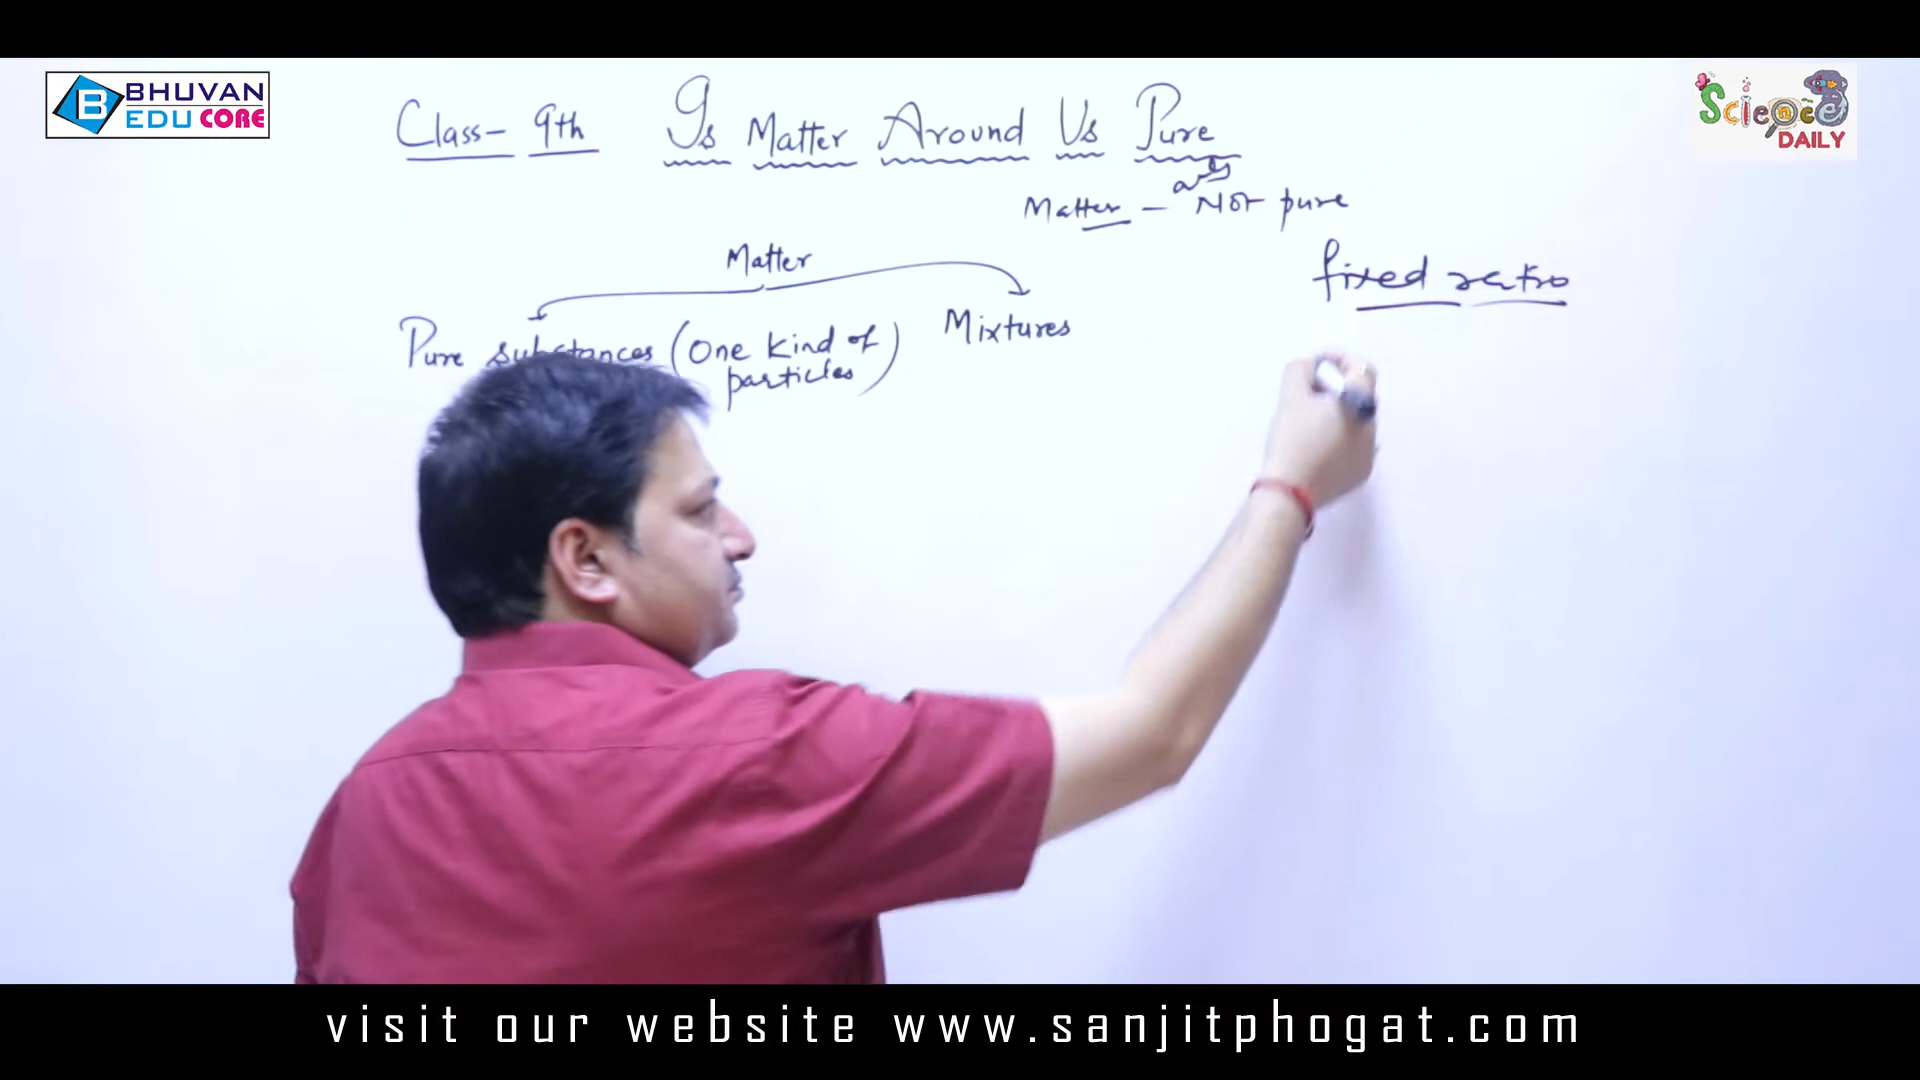 BHUVAN
EDU CORE
Science
DAILY
Class- 9th Is Matter Around Us Pure
are
Matter - Not pure
fixed ratio
Matter
Pure substances (One kind of particles)
Mixtures
visit our website www.sanjitphogat.com